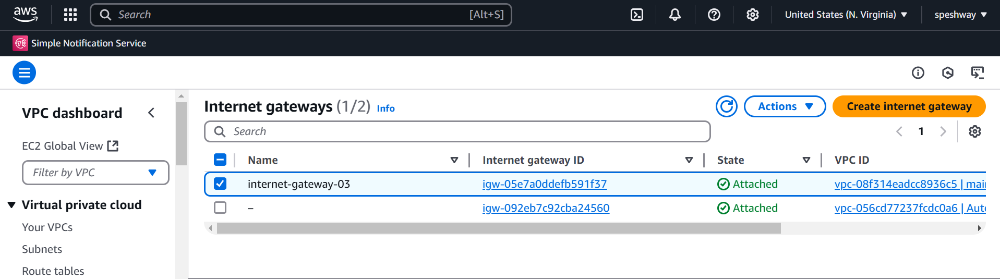 aws
Search [Alt+S]
United States (N. Virginia)
speshway
Simple Notification Service
VPC dashboard
EC2 Global View
Filter by VPC
Virtual private cloud
Your VPCs
Subnets
Route tables
Internet gateways (1/2) Info
Actions
Create internet gateway
Search
1
Name Internet gateway ID State VPC ID
internet-gateway-03 igw-05e7a0ddefb591f37 Attached vpc-08f314eadcc8936c5 | mai
– igw-092eb7c92cba24560 Attached vpc-056cd77237fcdc0a6 | Aut